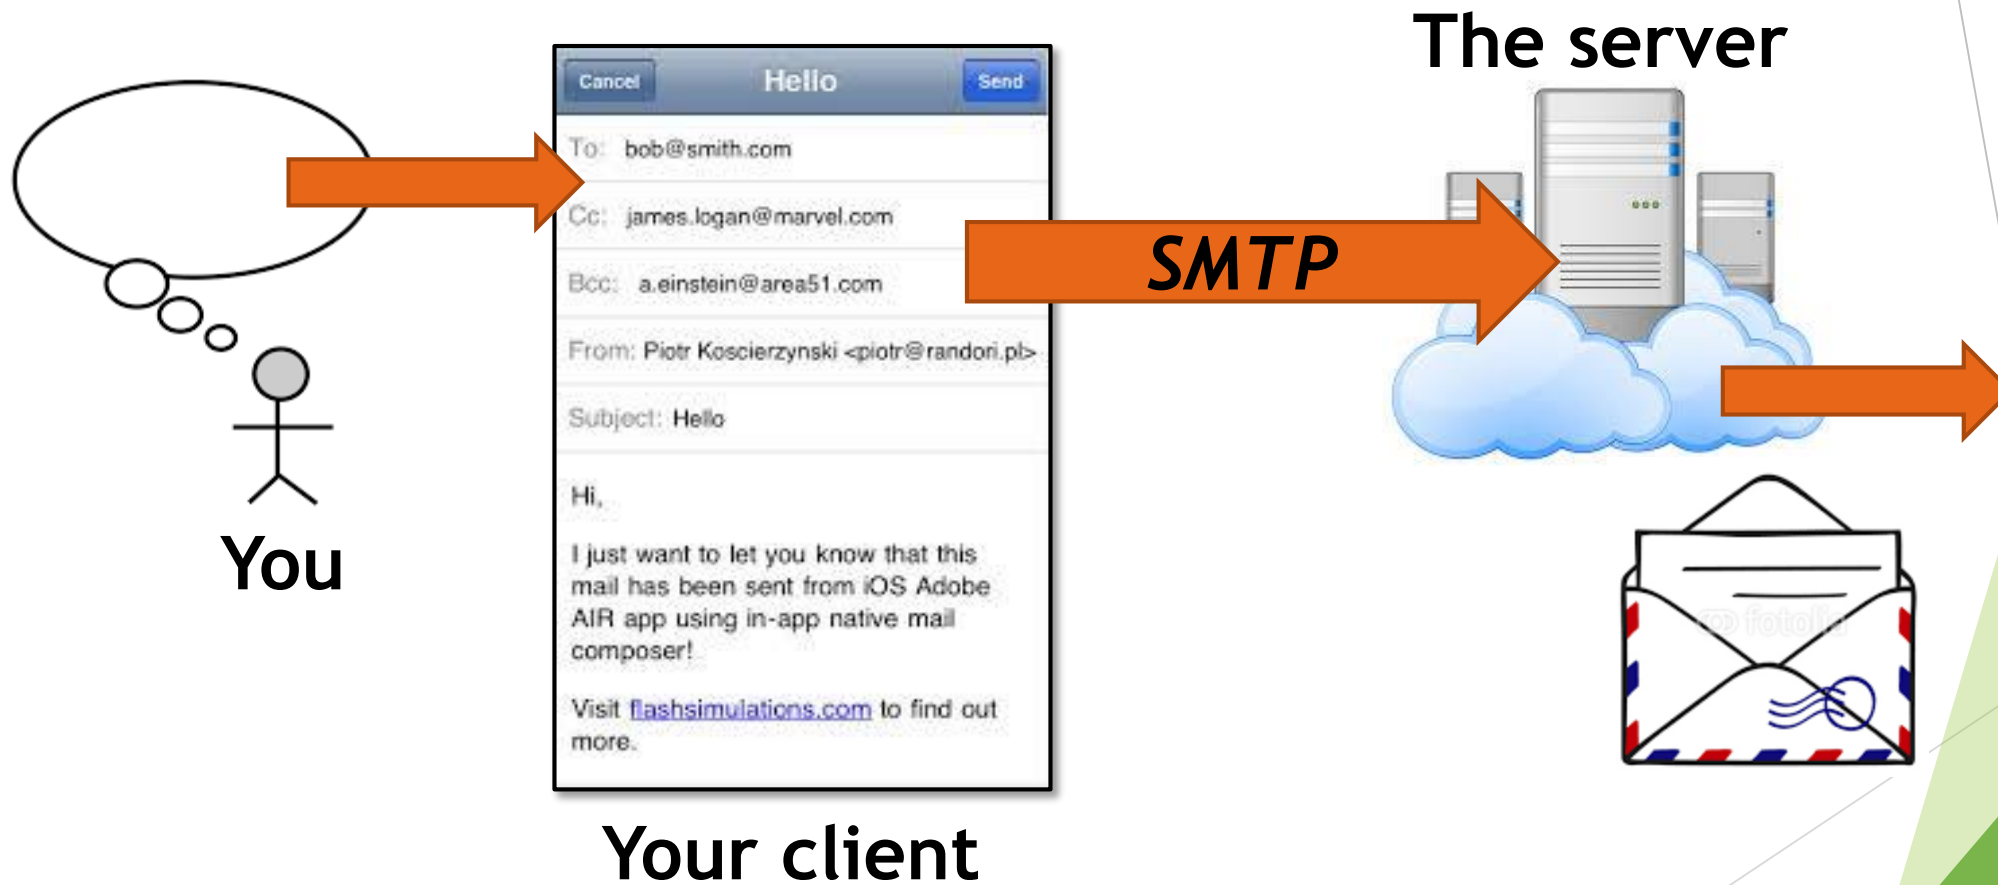 The server
Cancel Hello Send
To: bob@smith.com
Cc: james.logan@marvel.com
Bcc: a.einstein@area51.com
From: Piotr Koscierzynski <piotr@randori.pl>
Subject: Hello
Hi,
I just want to let you know that this
mail has been sent from iOS Adobe
AIR app using in-app native mail
composer!
Visit flashsimulations.com to find out
more.
SMTP
You
Your client
fotolia